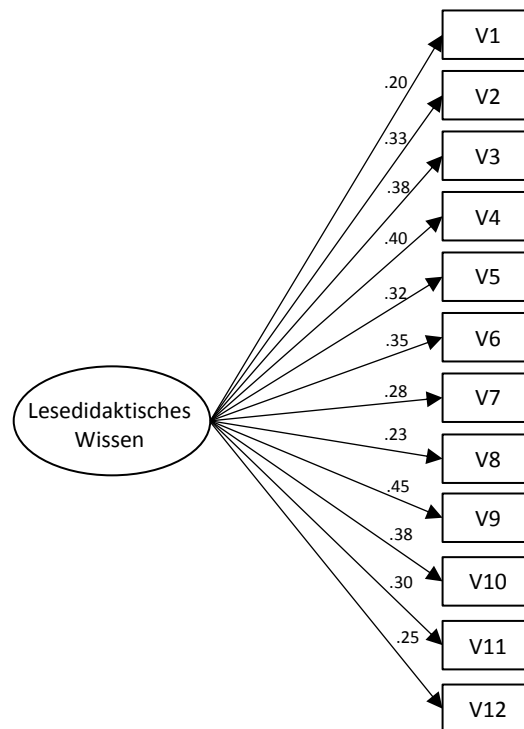 V1
.20
V2
.33
V3
.38
V4
.40
V5
.32
V6
.35
V7
.28
Lesedidaktisches
Wissen
V8
.23
V9
.45
V10
.38
V11
.30
V12
.25